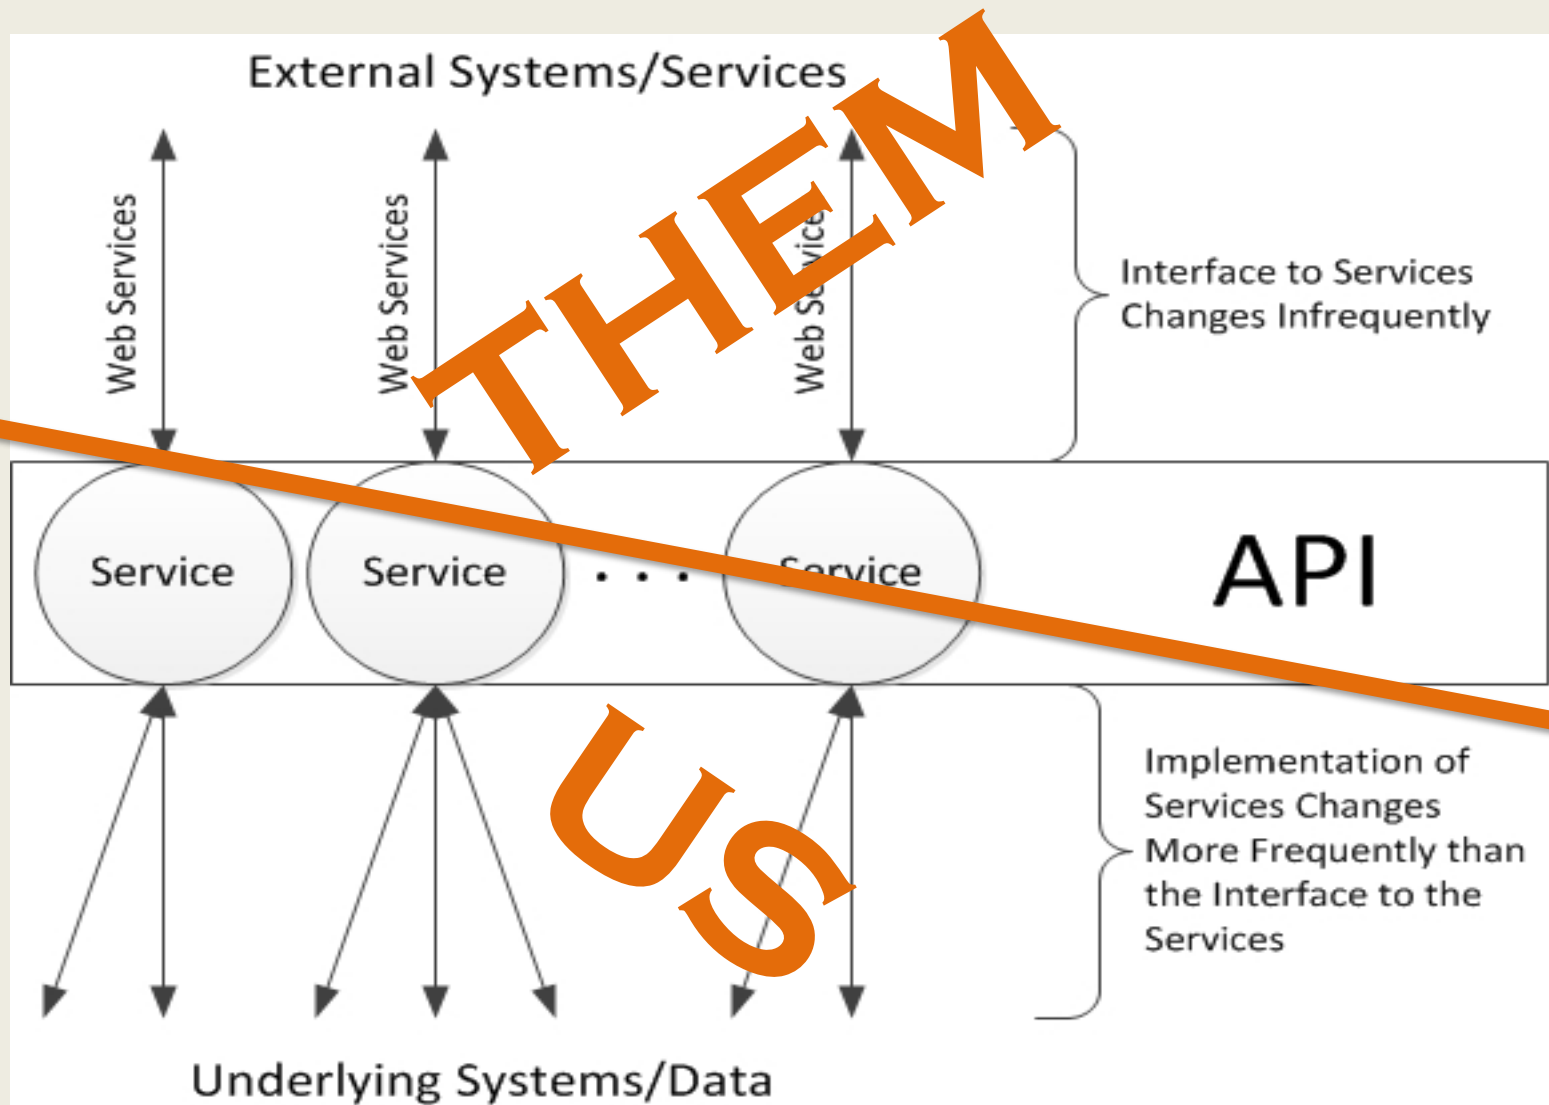 External Systems/Services
THEM
Web Services
Web Services
Web Service
Interface to Services
Changes Infrequently
Service
Service
. . .
Service
API
US
Implementation of
Services Changes
More Frequently than
the Interface to the
Services
Underlying Systems/Data